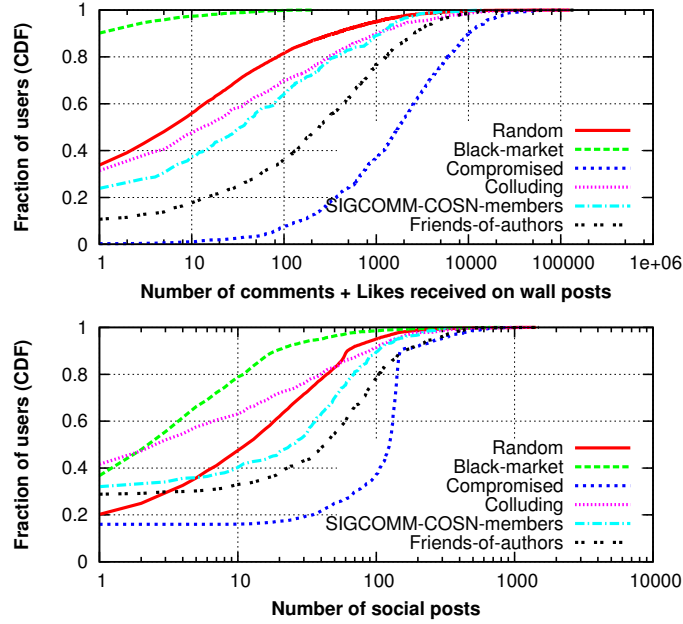 Fraction of users (CDF)
1
0.8
0.6
0.4
0.2
0
Random
Black-market
Compromised
Colluding
SIGCOMM-COSN-members
Friends-of-authors
1 10 100 1000 10000 100000 1e+06
Number of comments + Likes received on wall posts
Fraction of users (CDF)
1
0.8
0.6
0.4
0.2
0
Random
Black-market
Compromised
Colluding
SIGCOMM-COSN-members
Friends-of-authors
1 10 100 1000 10000
Number of social posts